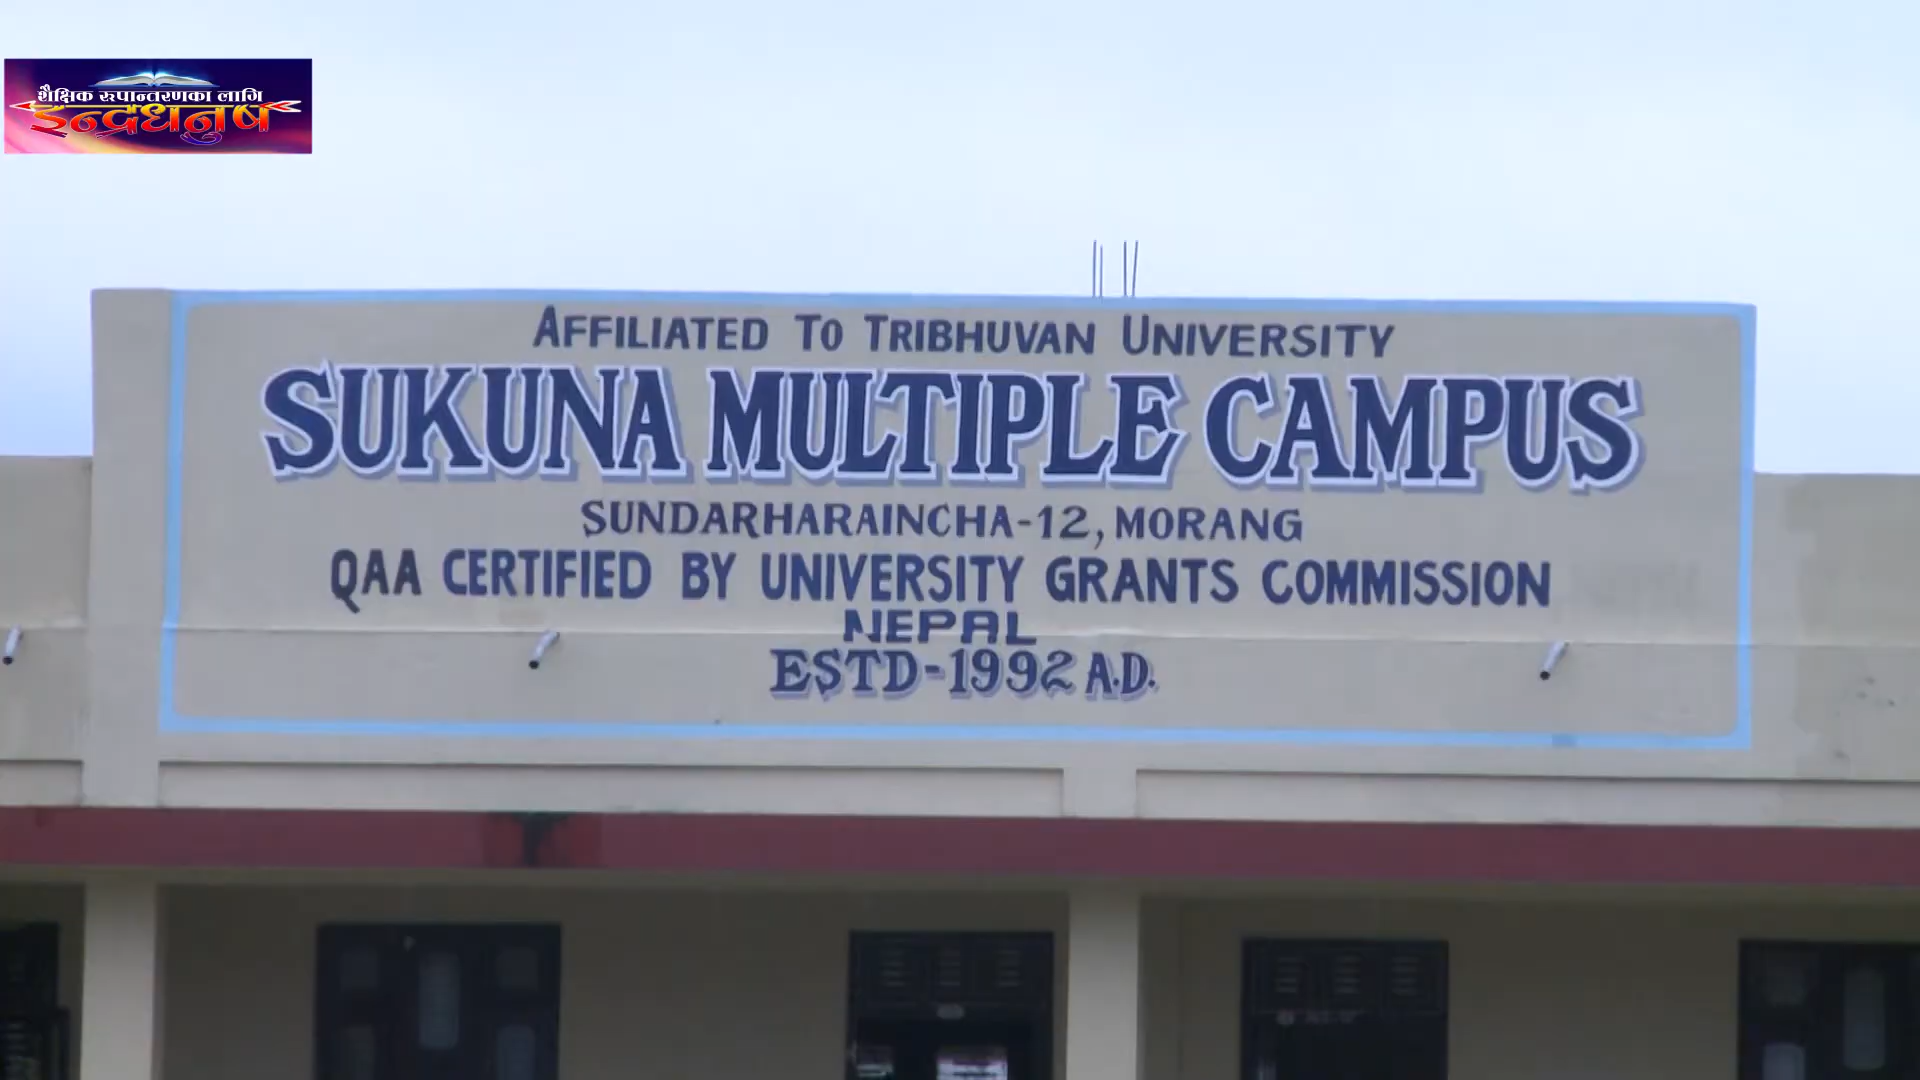 शैक्षिक रूपान्तरणका लागि
इन्द्रधनुष
AFFILIATED TO TRIBHUVAN UNIVERSITY
SUKUNA MULTIPLE CAMPUS
SUNDARHARAINCHA-12, MORANG
QAA CERTIFIED BY UNIVERSITY GRANTS COMMISSION
NEPAL
ESTD-1992 A.D.